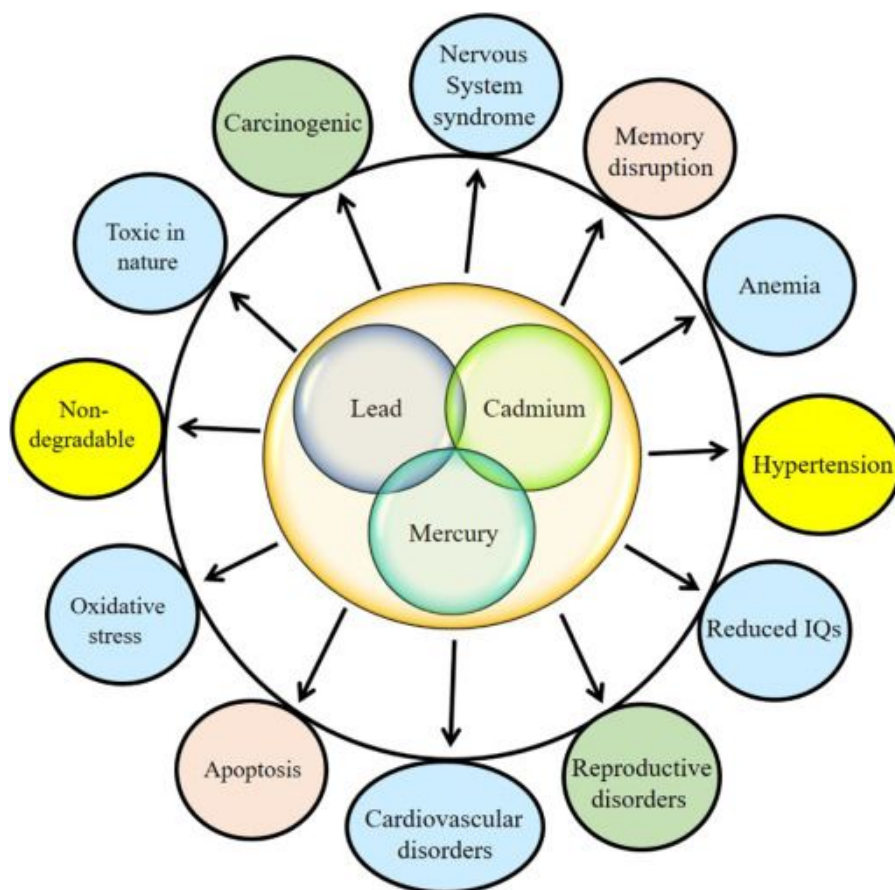 Nervous
System
syndrome
Memory
disruption
Anemia
Hypertension
Reduced IQs
Reproductive
disorders
Cardiovascular
disorders
Apoptosis
Oxidative
stress
Non-
degradable
Toxic in
nature
Carcinogenic
Lead
Cadmium
Mercury